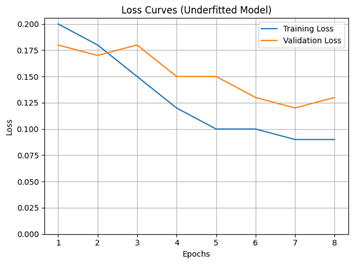 Loss Curves (Underfitted Model)
Training Loss
Validation Loss
0.200
0.175
0.150
0.125
0.100
0.075
0.050
0.025
0.000
Loss
1 2 3 4 5 6 7 8
Epochs